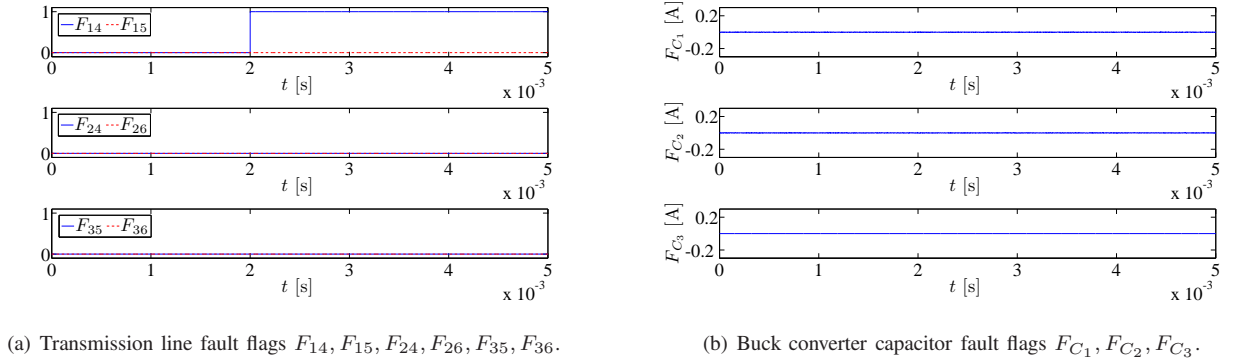 1
0
F14 F15
0 1 2 3 4 5
t [s]
x 10-3
1
0
F24 F26
0 1 2 3 4 5
t [s]
x 10-3
1
0
F35 F36
0 1 2 3 4 5
t [s]
x 10-3
(a) Transmission line fault flags F14, F15, F24, F26, F35, F36.
FC1 [A]
0.2
-0.2
0 1 2 3 4 5
t [s]
x 10-3
FC2 [A]
0.2
-0.2
0 1 2 3 4 5
t [s]
x 10-3
FC3 [A]
0.2
-0.2
0 1 2 3 4 5
t [s]
x 10-3
(b) Buck converter capacitor fault flags FC1, FC2, FC3.